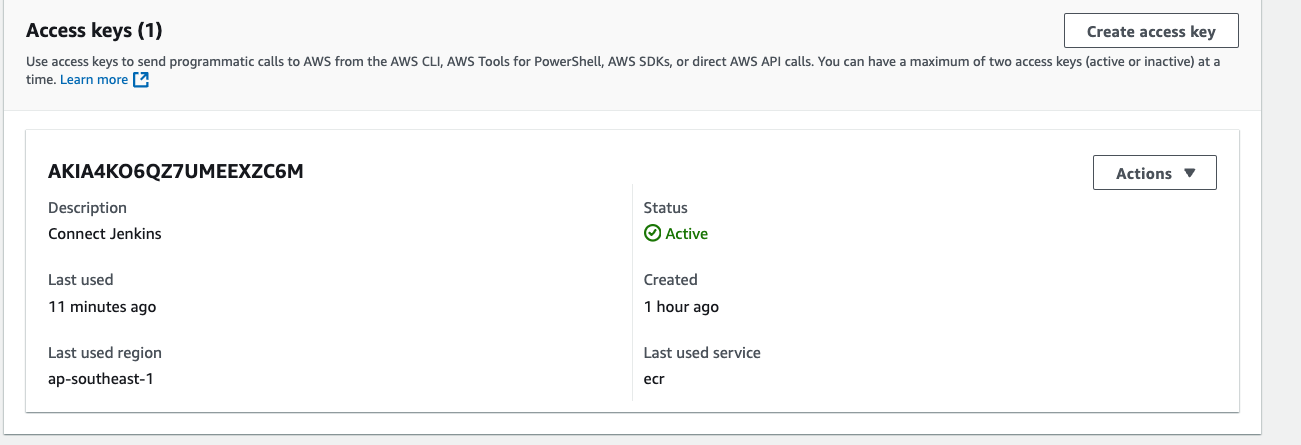 Access keys (1)
Create access key
Use access keys to send programmatic calls to AWS from the AWS CLI, AWS Tools for PowerShell, AWS SDKs, or direct AWS API calls. You can have a maximum of two access keys (active or inactive) at a
time. Learn more
AKIA4KO6QZ7UMEEXZC6M
Actions
Description
Connect Jenkins
Status
Active
Last used
11 minutes ago
Created
1 hour ago
Last used region
ap-southeast-1
Last used service
ecr